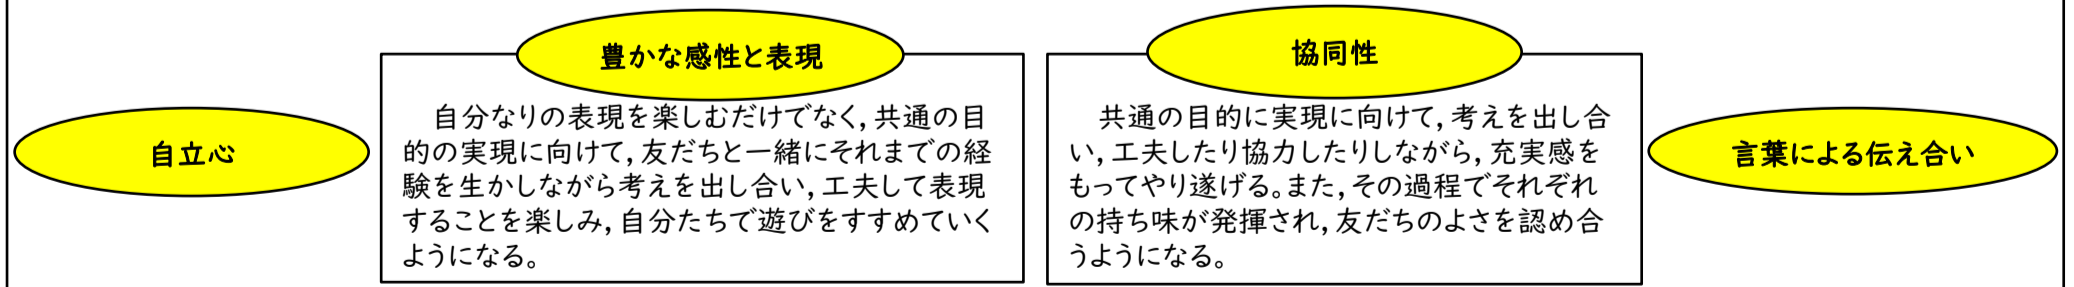 自立心
豊かな感性と表現
自分なりの表現を楽しむだけでなく,共通の目
的の実現に向けて,友だちと一緒にそれまでの経
験を生かしながら考えを出し合い,工夫して表現
することを楽しみ,自分たちで遊びをすすめていく
ようになる。
協同性
共通の目的に実現に向けて,考えを出し合
い,工夫したり協力したりしながら,充実感を
もってやり遂げる。また,その過程でそれぞれ
の持ち味が発揮され,友だちのよさを認め合
うようになる。
言葉による伝え合い